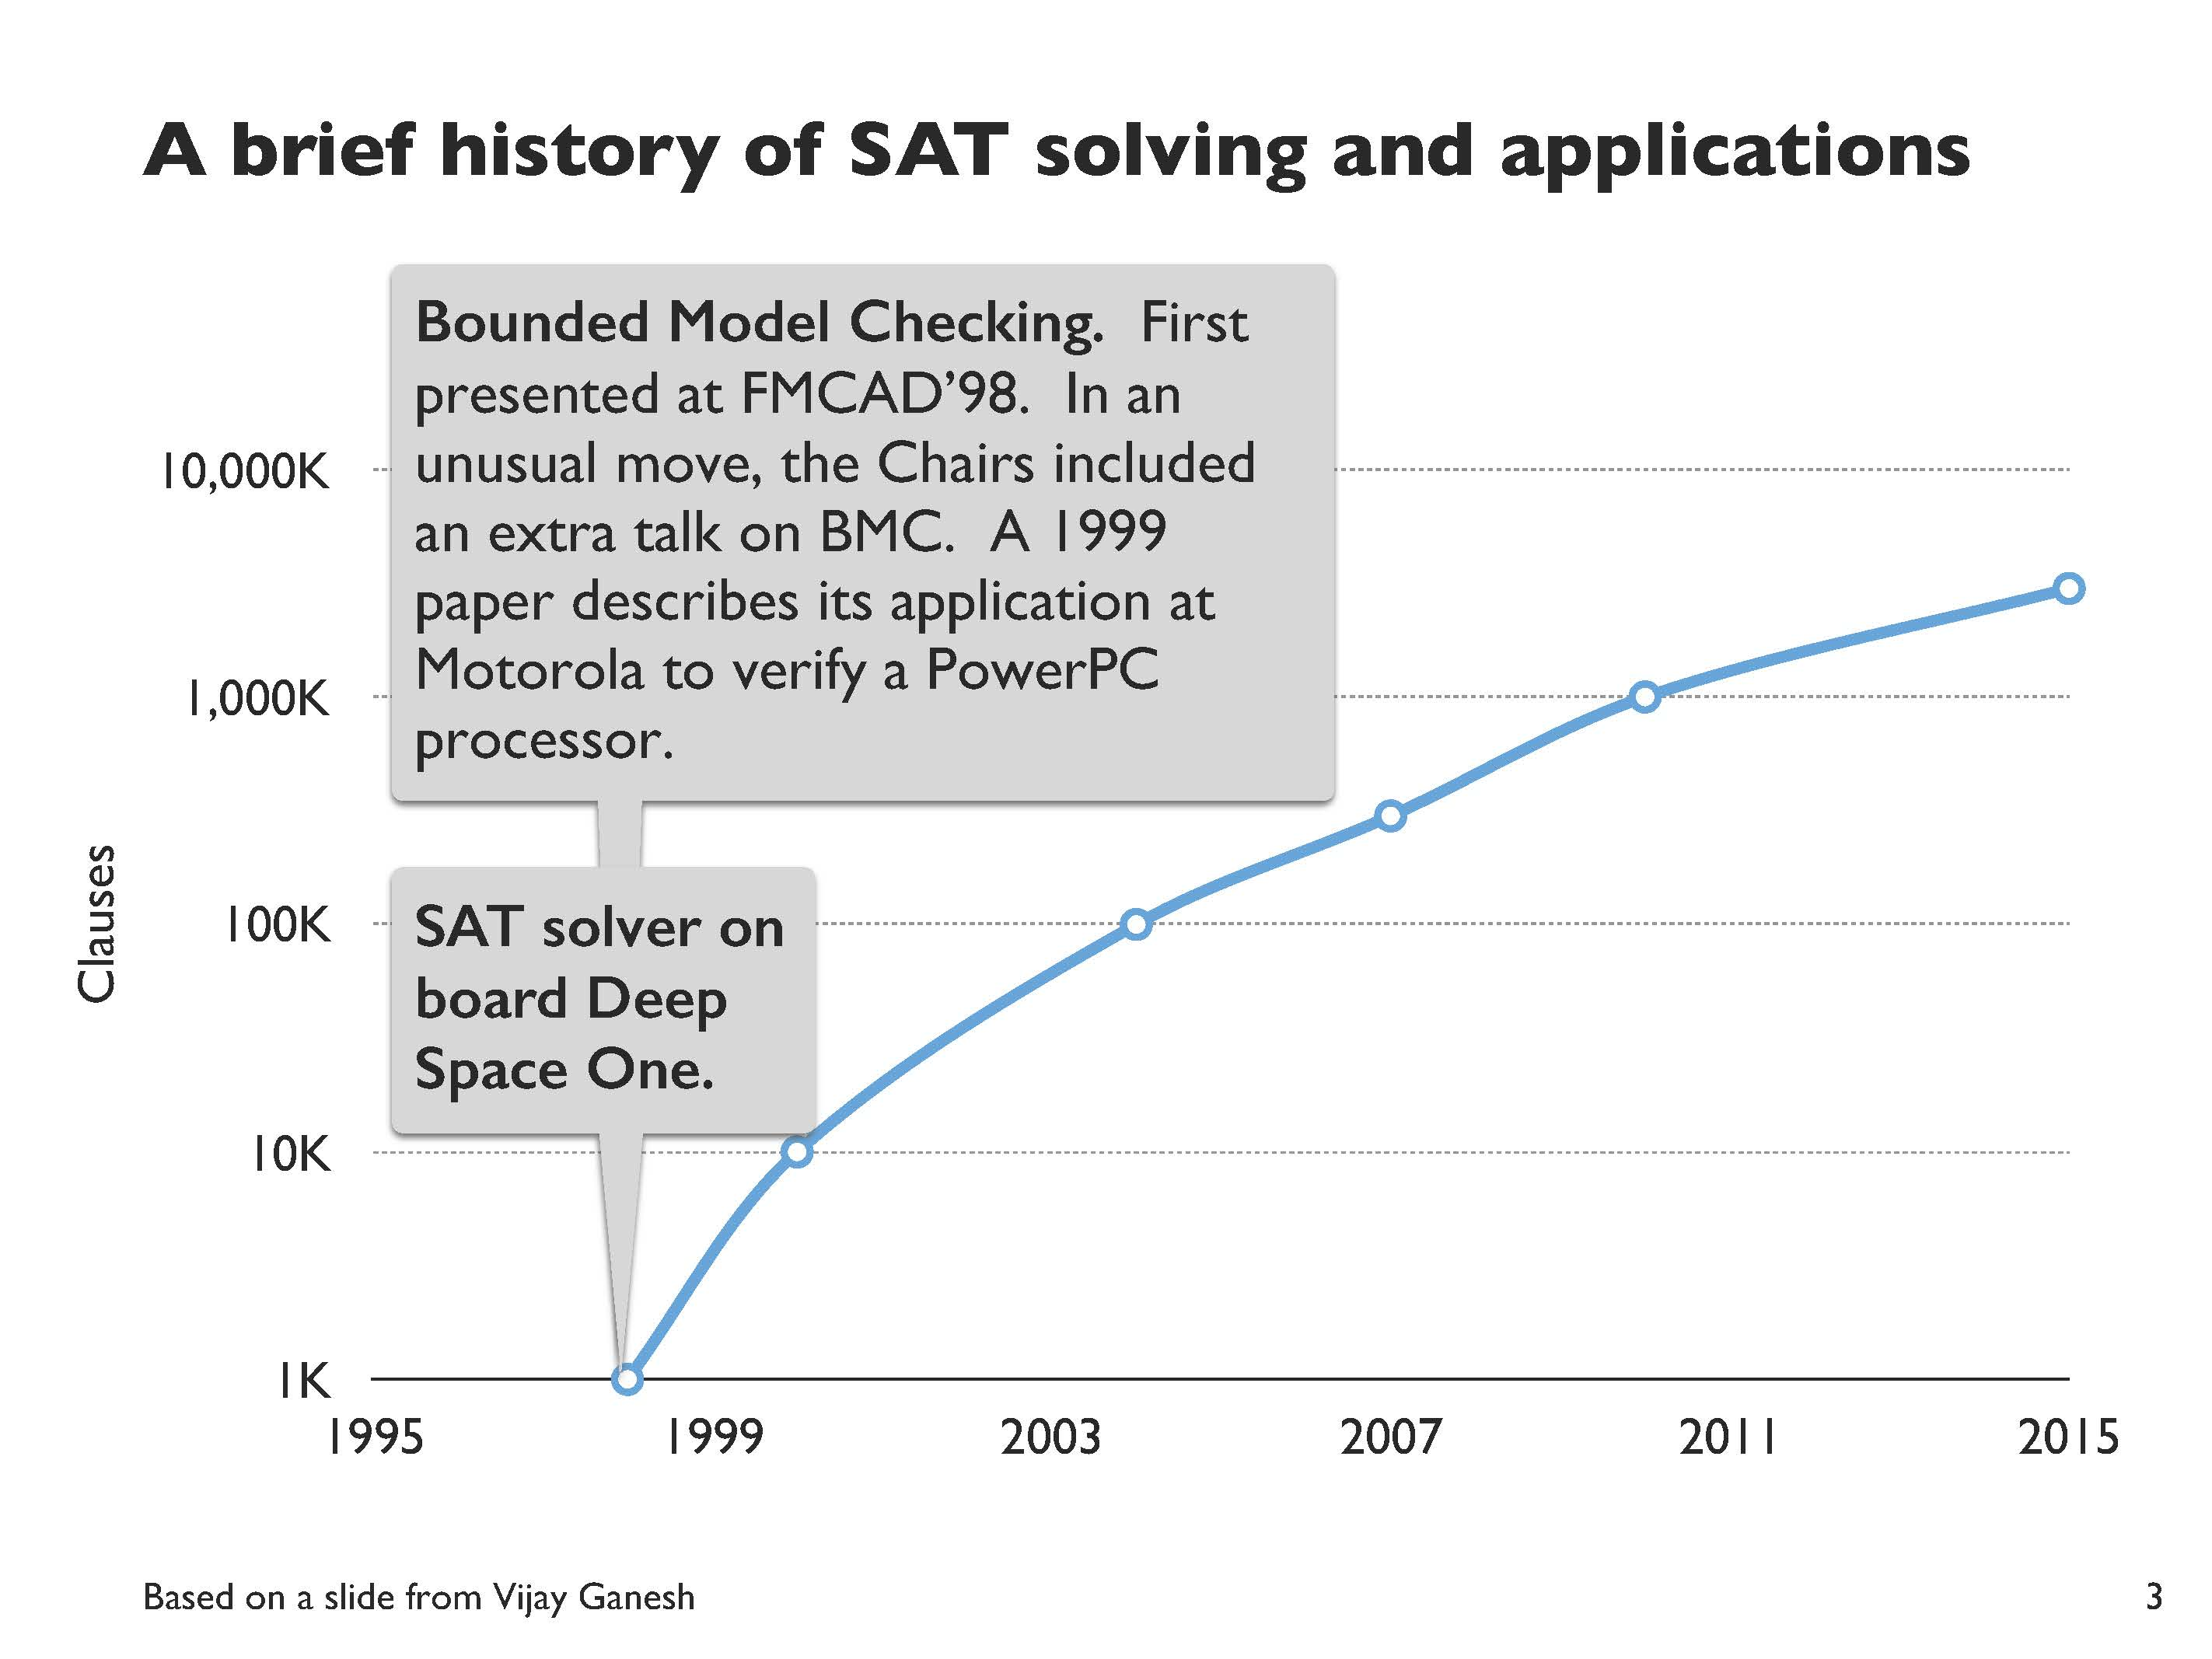 A brief history of SAT solving and applications
Bounded Model Checking. First
presented at FMCAD’98. In an
unusual move, the Chairs included
an extra talk on BMC. A 1999
paper describes its application at
Motorola to verify a PowerPC
processor.
SAT solver on
board Deep
Space One.
Clauses
10,000K
1,000K
100K
10K
1K
1995
1999
2003
2007
2011
2015
Based on a slide from Vijay Ganesh
3